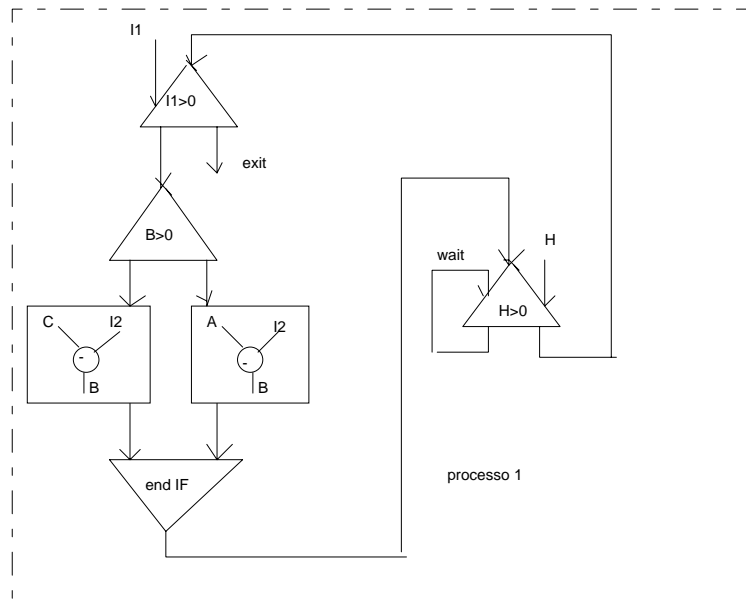 I1
I1>0
exit
B>0
wait
H
H>0
C
I2
-
B
A
I2
-
B
end IF
processo 1